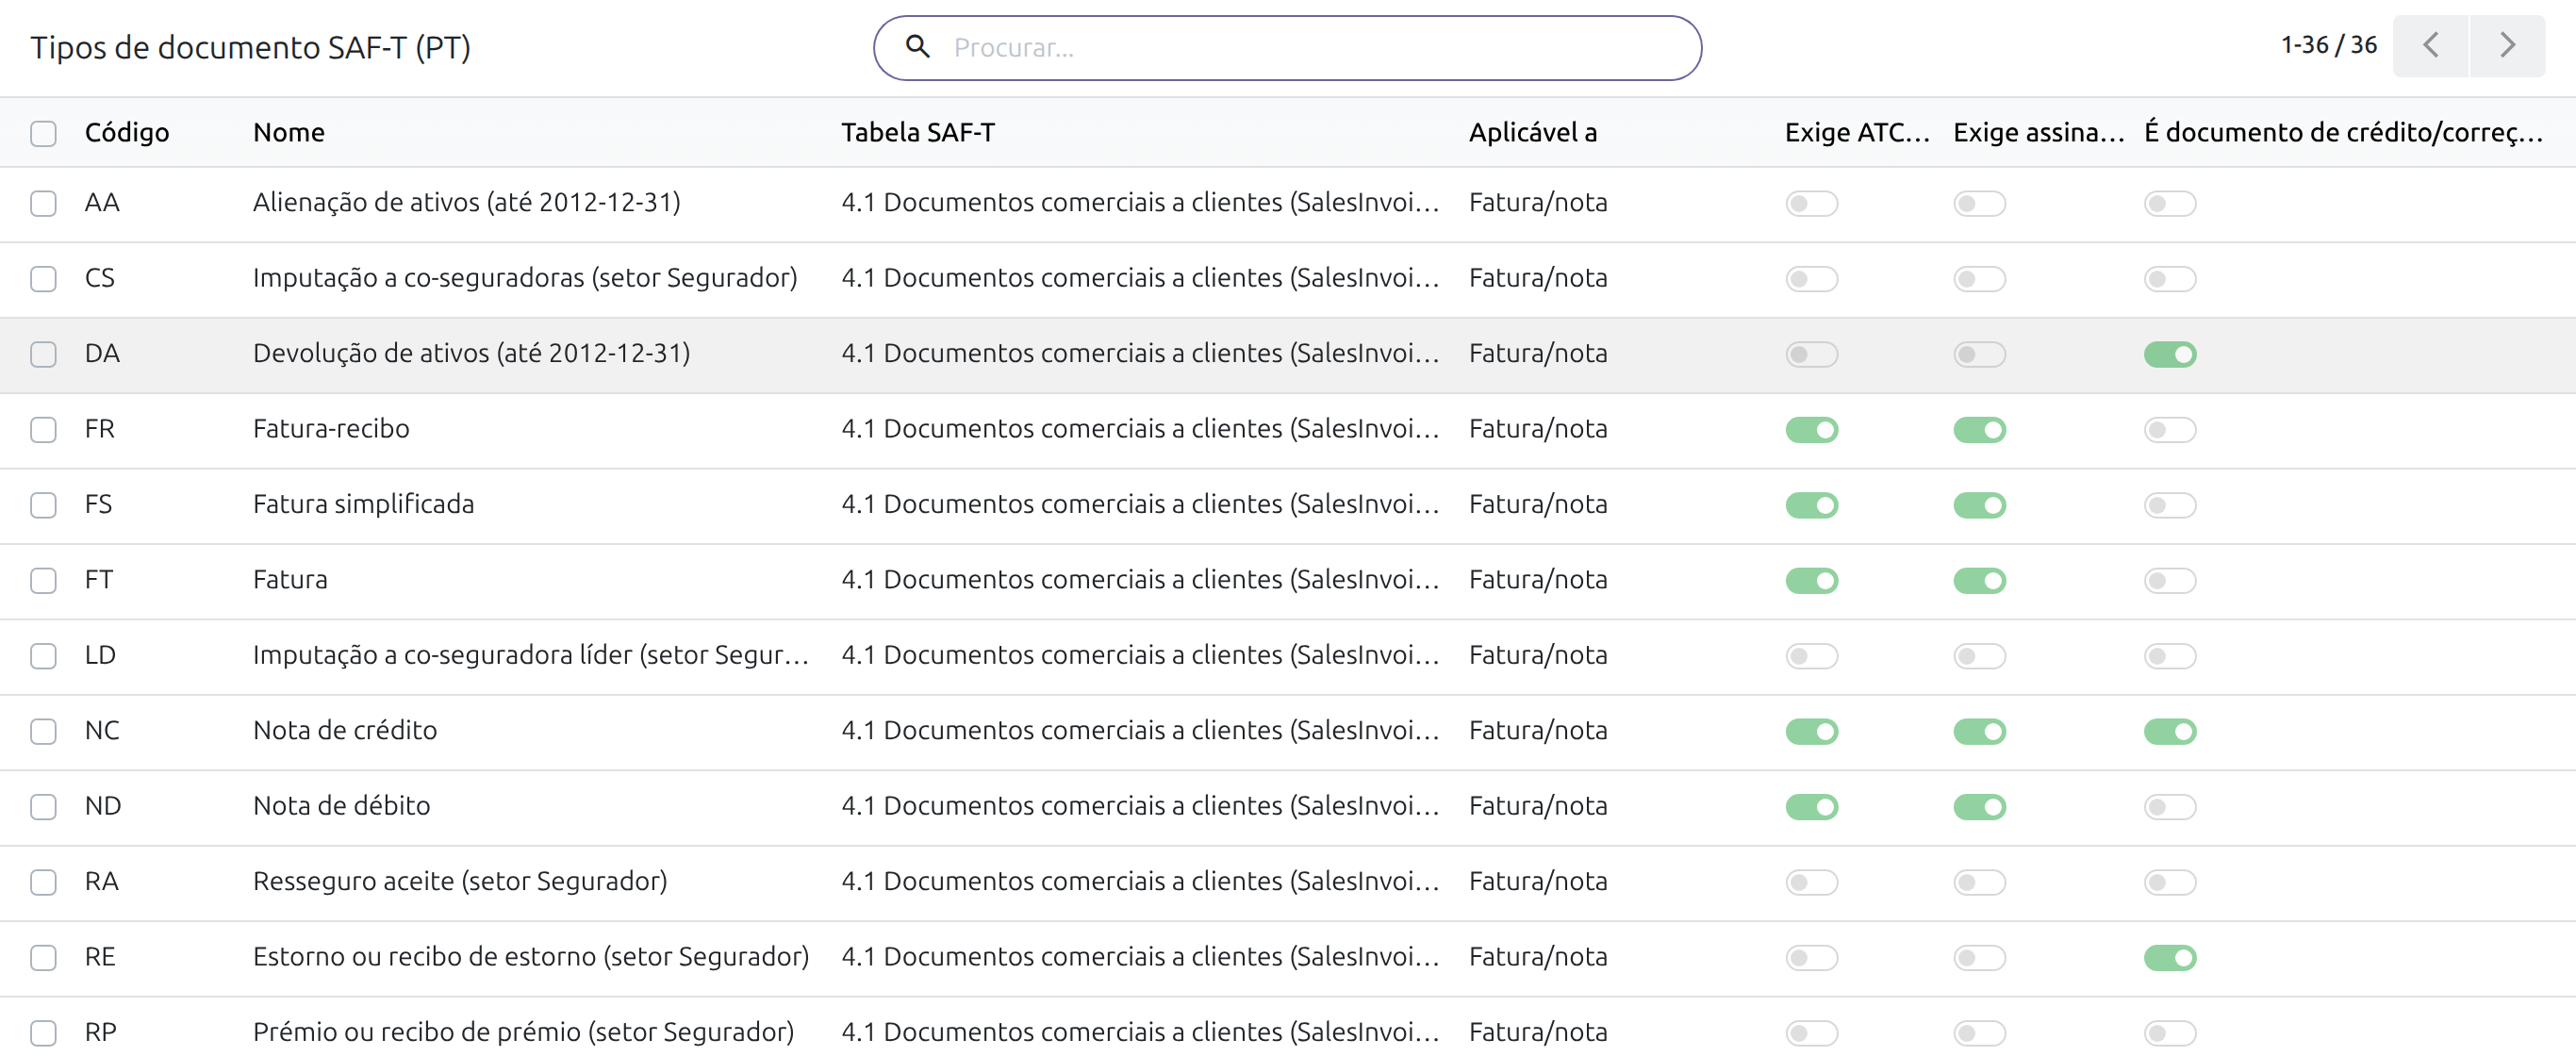 Tipos de documento SAF-T (PT)
Procurar...
1-36 / 36
Código Nome Tabela SAF-T Aplicável a Exige ATC... Exige assina... É documento de crédito/correç...
AA Alienação de ativos (até 2012-12-31) 4.1 Documentos comerciais a clientes (SalesInvoi... Fatura/nota
CS Imputação a co-seguradoras (setor Segurador) 4.1 Documentos comerciais a clientes (SalesInvoi... Fatura/nota
DA Devolução de ativos (até 2012-12-31) 4.1 Documentos comerciais a clientes (SalesInvoi... Fatura/nota
FR Fatura-recibo 4.1 Documentos comerciais a clientes (SalesInvoi... Fatura/nota
FS Fatura simplificada 4.1 Documentos comerciais a clientes (SalesInvoi... Fatura/nota
FT Fatura 4.1 Documentos comerciais a clientes (SalesInvoi... Fatura/nota
LD Imputação a co-seguradora líder (setor Segur... 4.1 Documentos comerciais a clientes (SalesInvoi... Fatura/nota
NC Nota de crédito 4.1 Documentos comerciais a clientes (SalesInvoi... Fatura/nota
ND Nota de débito 4.1 Documentos comerciais a clientes (SalesInvoi... Fatura/nota
RA Resseguro aceite (setor Segurador) 4.1 Documentos comerciais a clientes (SalesInvoi... Fatura/nota
RE Estorno ou recibo de estorno (setor Segurador) 4.1 Documentos comerciais a clientes (SalesInvoi... Fatura/nota
RP Prémio ou recibo de prémio (setor Segurador) 4.1 Documentos comerciais a clientes (SalesInvoi... Fatura/nota